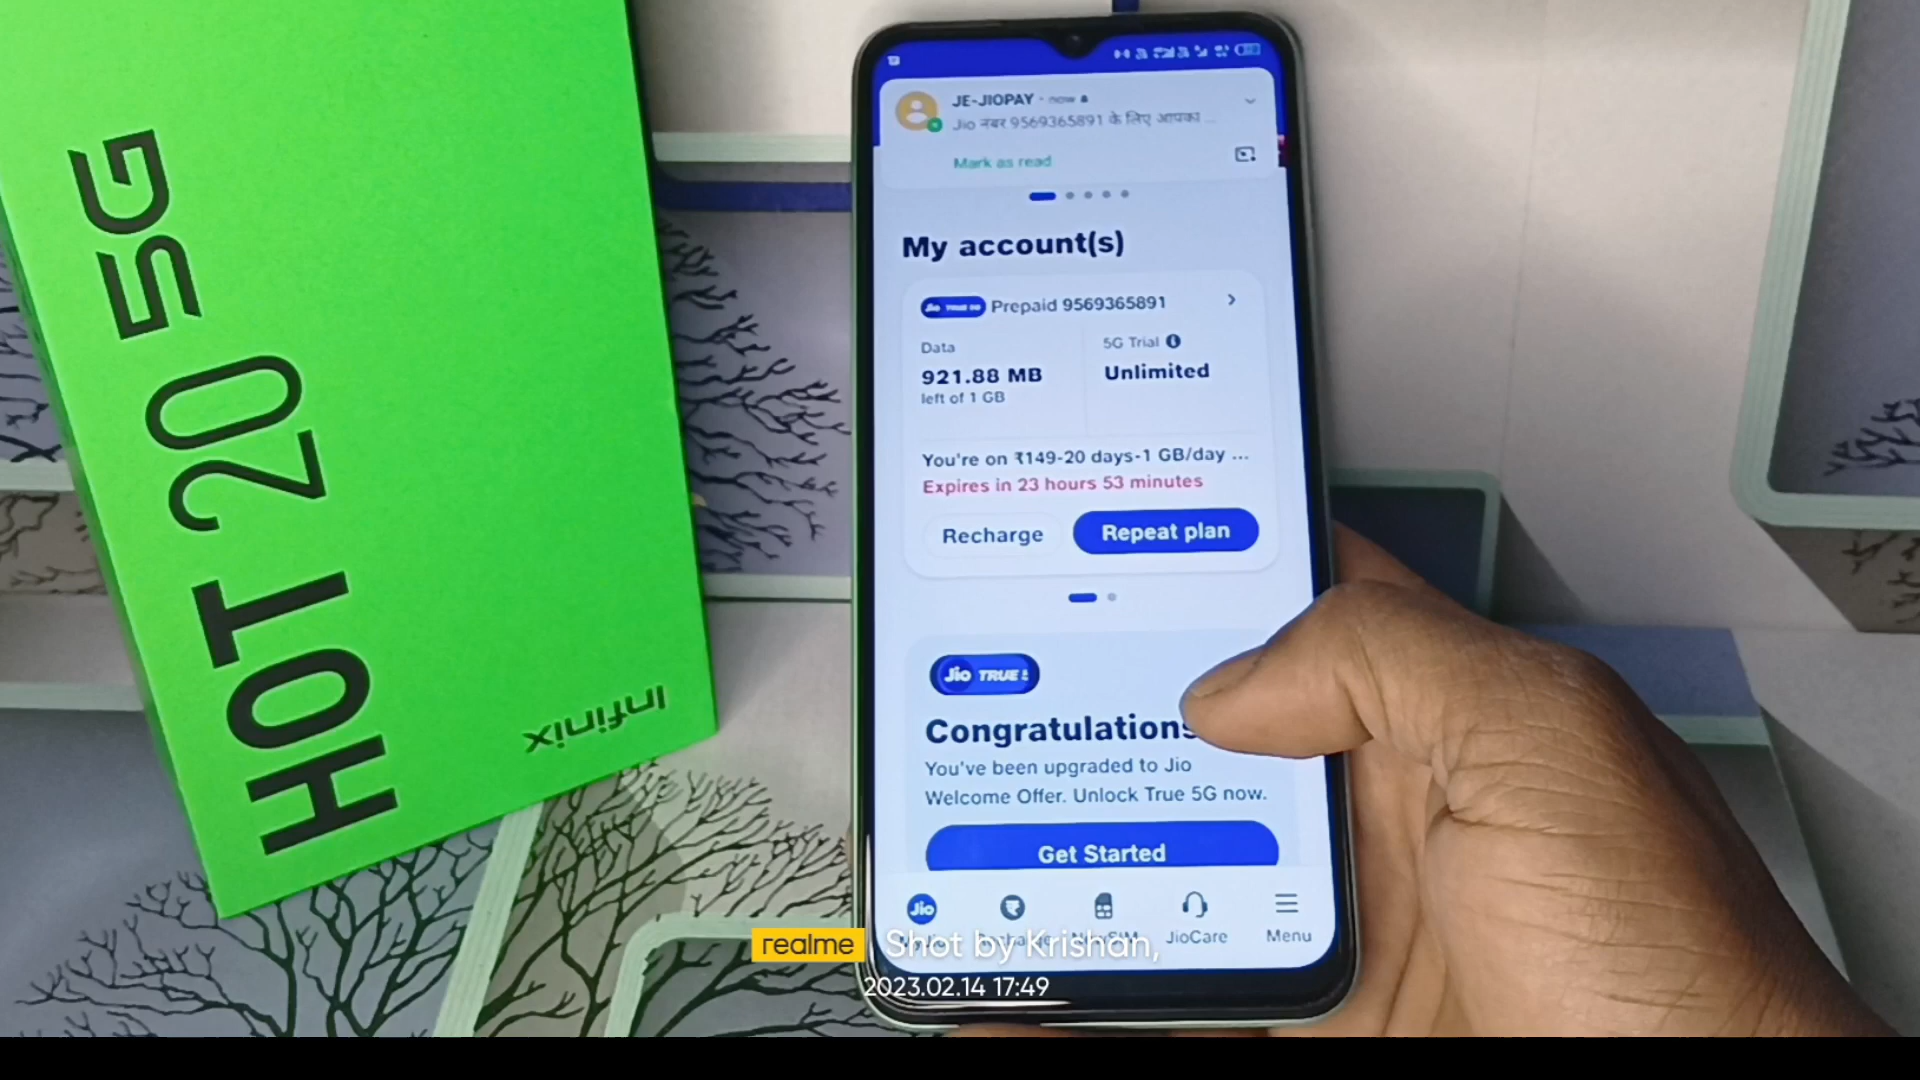 HOT 20 5G
Infinix
JE-JIOPAY · now
Jio नंबर 9569365891 के लिए आपका ...
Mark as read
My account(s)
Prepaid 9569365891
Data
921.88 MB
left of 1 GB
5G Trial
Unlimited
You're on ₹149-20 days-1 GB/day ...
Expires in 23 hours 53 minutes
Recharge
Repeat plan
Jio TRUE
Congratulations
You've been upgraded to Jio
Welcome Offer. Unlock True 5G now.
Get Started
Jio
JioCare
Menu
realme Shot by Krishan,
2023.02.14 17:49